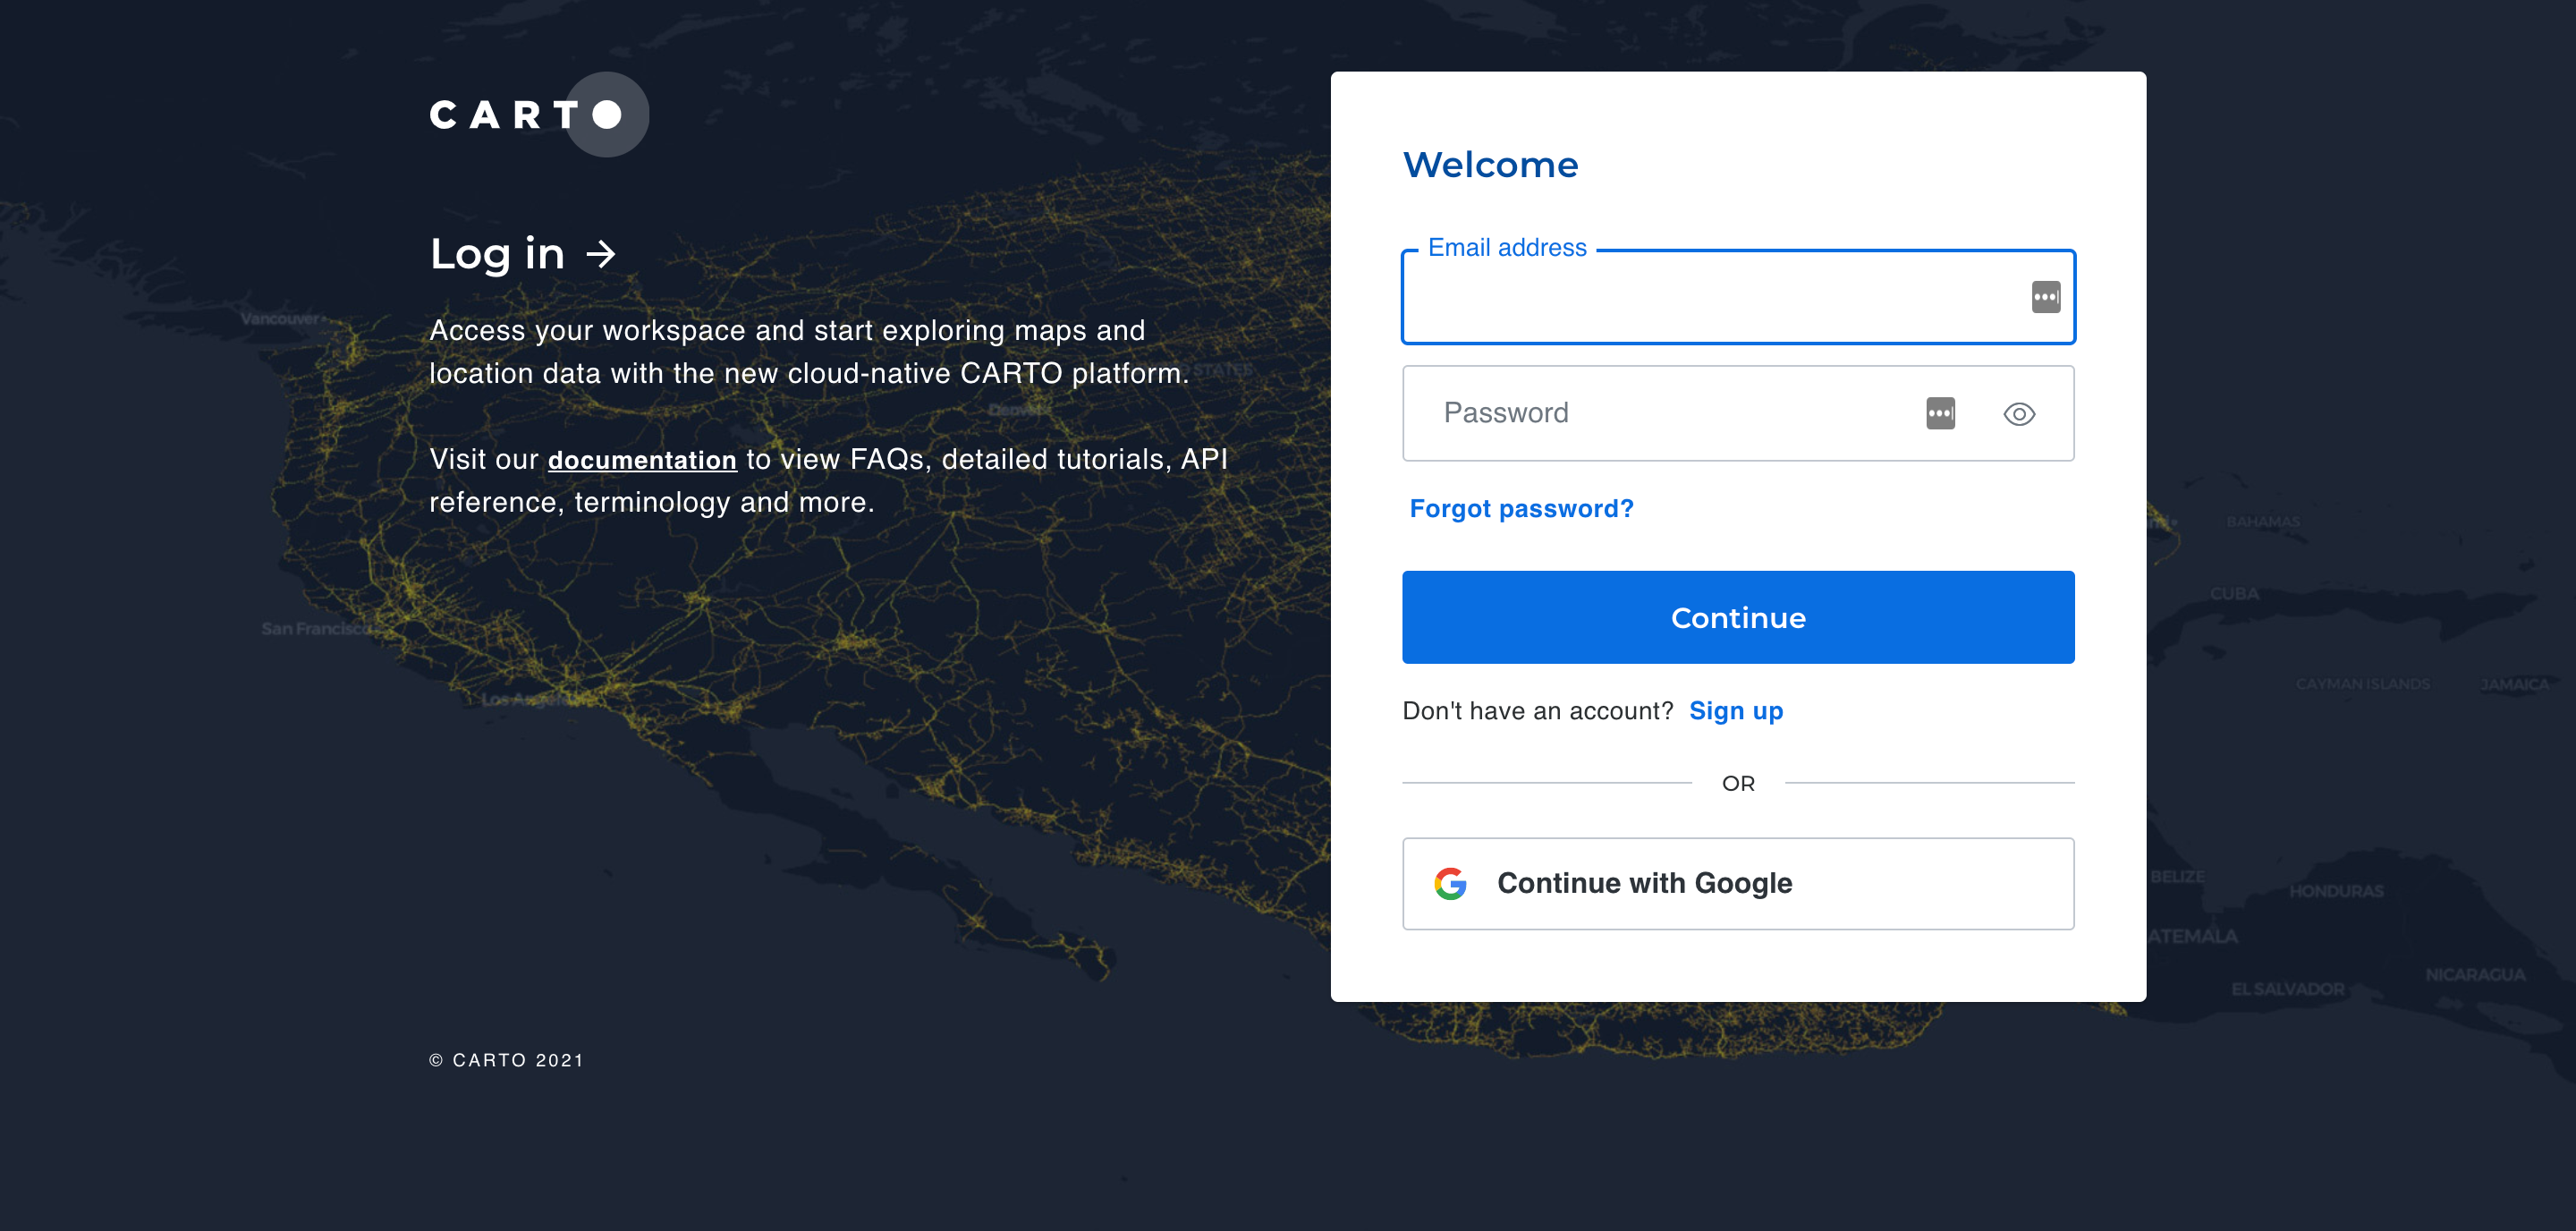 CARTO
Log in →
Access your workspace and start exploring maps and
location data with the new cloud-native CARTO platform.
Visit our documentation to view FAQs, detailed tutorials, API
reference, terminology and more.
© CARTO 2021
Welcome
Email address
Password
Forgot password?
Continue
Don't have an account? Sign up
OR
Continue with Google
Vancouver
STATES
Denver
San Francisco
Los Angeles
BAHAMAS
CUBA
CAYMAN ISLANDS
JAMAICA
BELIZE
HONDURAS
ATEMALA
EL SALVADOR
NICARAGUA